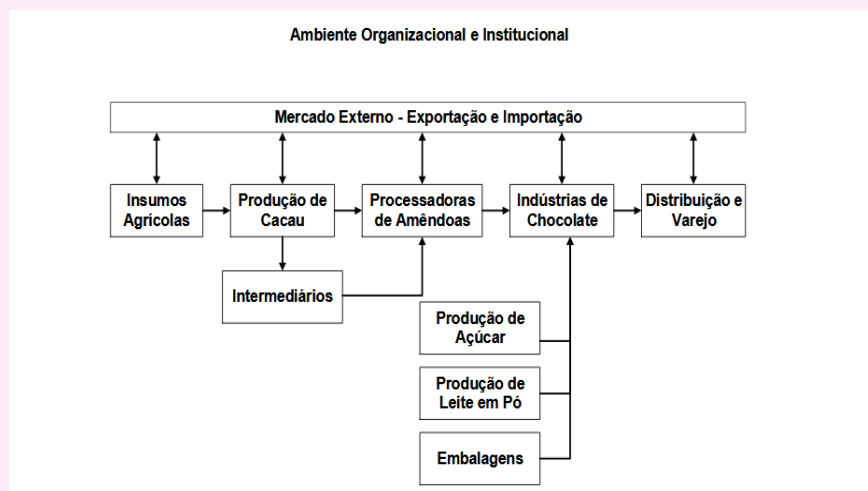 Ambiente Organizacional e Institucional
Mercado Externo - Exportação e Importação
Insumos
Agrícolas
Produção de
Cacau
Processadoras
de Amêndoas
Indústrias de
Chocolate
Distribuição e
Varejo
Intermediários
Produção de
Açúcar
Produção de
Leite em Pó
Embalagens